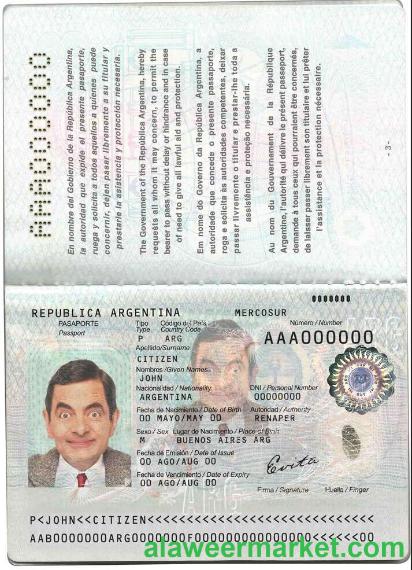 AAA000000
En nombre del Gobierno de la República Argentina,
la autoridad que expide el presente pasaporte,
ruega y solicita a todos aquellos a quienes puede
concernir, dejen pasar libremente a su titular y
prestarle la asistencia y protección necesaria.
The Government of the República Argentina, hereby
requests all whom it may concern, to permit the
bearer to pass without delay or hindrance and in case
of need to give all lawful aid and protection.
Em nome do Governo da República Argentina, a
autoridade que concede o presente passaporte,
roga e solicita às autoridades competentes, deixar
passar livremente o titular e prestar-lhe toda a
assistência e proteção necessária.
Au nom du Gouvernement de la République
Argentine, l'autorité qui délivre le présent passeport,
demande à tous ceux qui pourraient être concernés,
de laisser passer librement son titulaire et lui prêter
l'assistance et la protection nécessaire.
- 3 -
0000000
REPUBLICA ARGENTINA MERCOSUR
PASAPORTE Tipo Código del País Número / Number
Passport Type Country Code
P ARG AAA000000
Apellido/Surname
CITIZEN
Nombres /Given Names
JOHN
Nacionalidad / Nationality DNI / Personal Number
ARGENTINA 00000000
Fecha de Nacimiento / Date of Birth Autoridad / Authority
00 MAYO/MAY 00 RENAPER
Sexo / Sex Lugar de Nacimiento / Place of Birth
M BUENOS AIRES ARG
Fecha de Emisión / Date of Issue
00 AGO/AUG 00
Fecha de Vencimiento / Date of Expiry
00 AGO/AUG 00
Evita
Firma / Signature Huella / Finger
P<JOHN<<CITIZEN<<<<<<<<<<<<<<<<<<<<<<<<<<<<<
AAB0000000ARG0000000F00000000000000<<<<<<00
alaweermarket.com